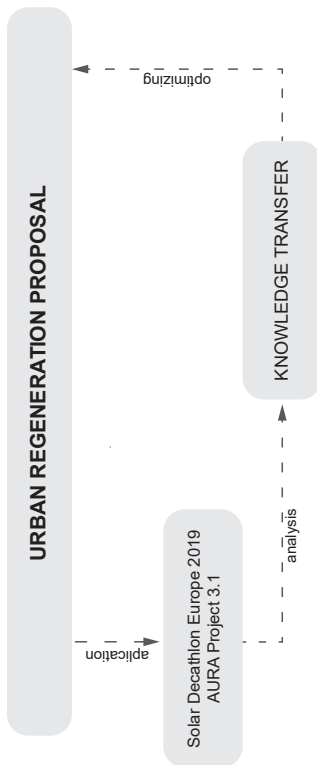 URBAN REGENERATION PROPOSAL
aplication
Solar Decathlon Europe 2019
AURA Project 3.1
analysis
KNOWLEDGE TRANSFER
optimizing